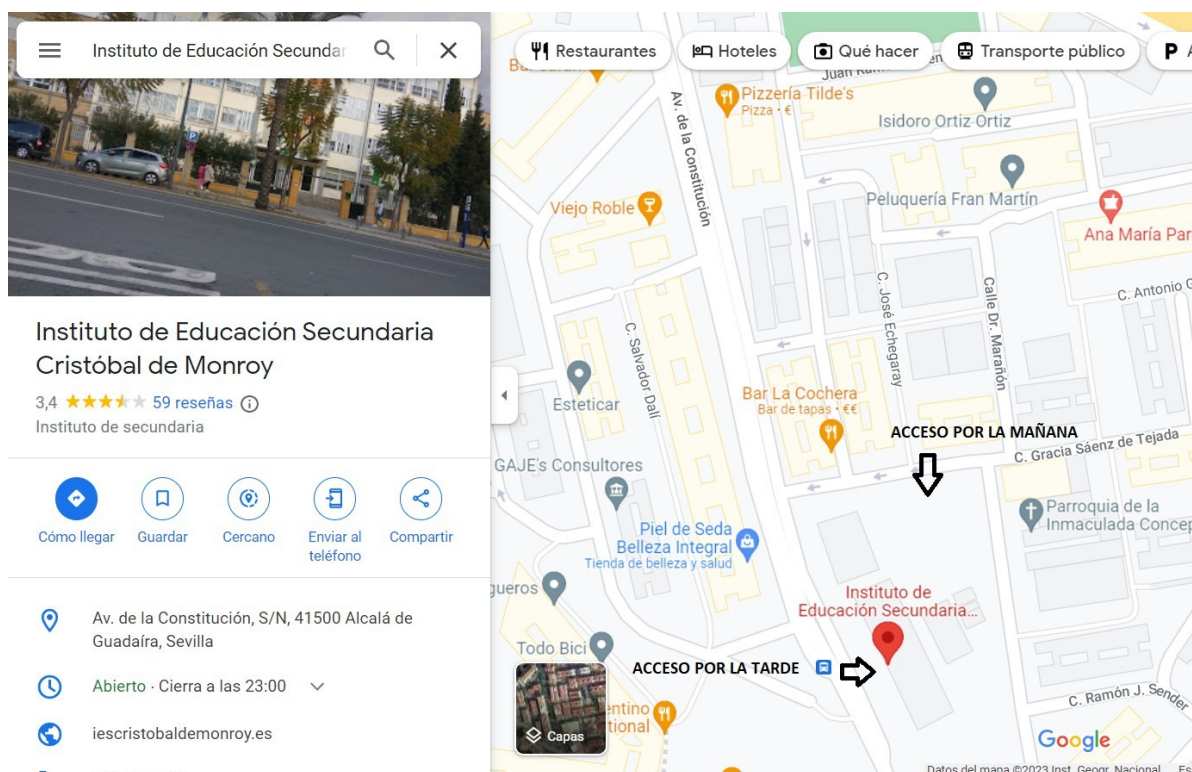 Instituto de Educación Secundar
Restaurantes
Hoteles
Qué hacer
Transporte público
P
Instituto de Educación Secundaria
Cristóbal de Monroy
3,4
59 reseñas
Instituto de secundaria
Cómo llegar
Guardar
Cercano
Enviar al
teléfono
Compartir
Av. de la Constitución, S/N, 41500 Alcalá de
Guadaíra, Sevilla
Abierto · Cierra a las 23:00
iescristobaldemonroy.es
Pizzería Tilde's
Pizza · €
Isidoro Ortiz Ortiz
Av. de la Constitución
Viejo Roble
Peluquería Fran Martín
Ana María Par
C. Antonio
C. José Echegaray
Calle Dr. Marañón
C. Salvador Dalí
Esteticar
Bar La Cochera
Bar de tapas · €€
ACCESO POR LA MAÑANA
C. Gracia Sáenz de Tejada
GAJE's Consultores
Parroquia de la
Inmaculada Concep
Piel de Seda
Belleza Integral
Tienda de belleza y salud
gueros
Instituto de
Educación Secundaria...
Todo Bici
ACCESO POR LA TARDE
C. Ramón J. Sender
entino
tional
Capas
Google
Datos del mapa ©2023 Inst. Geogr. Nacional